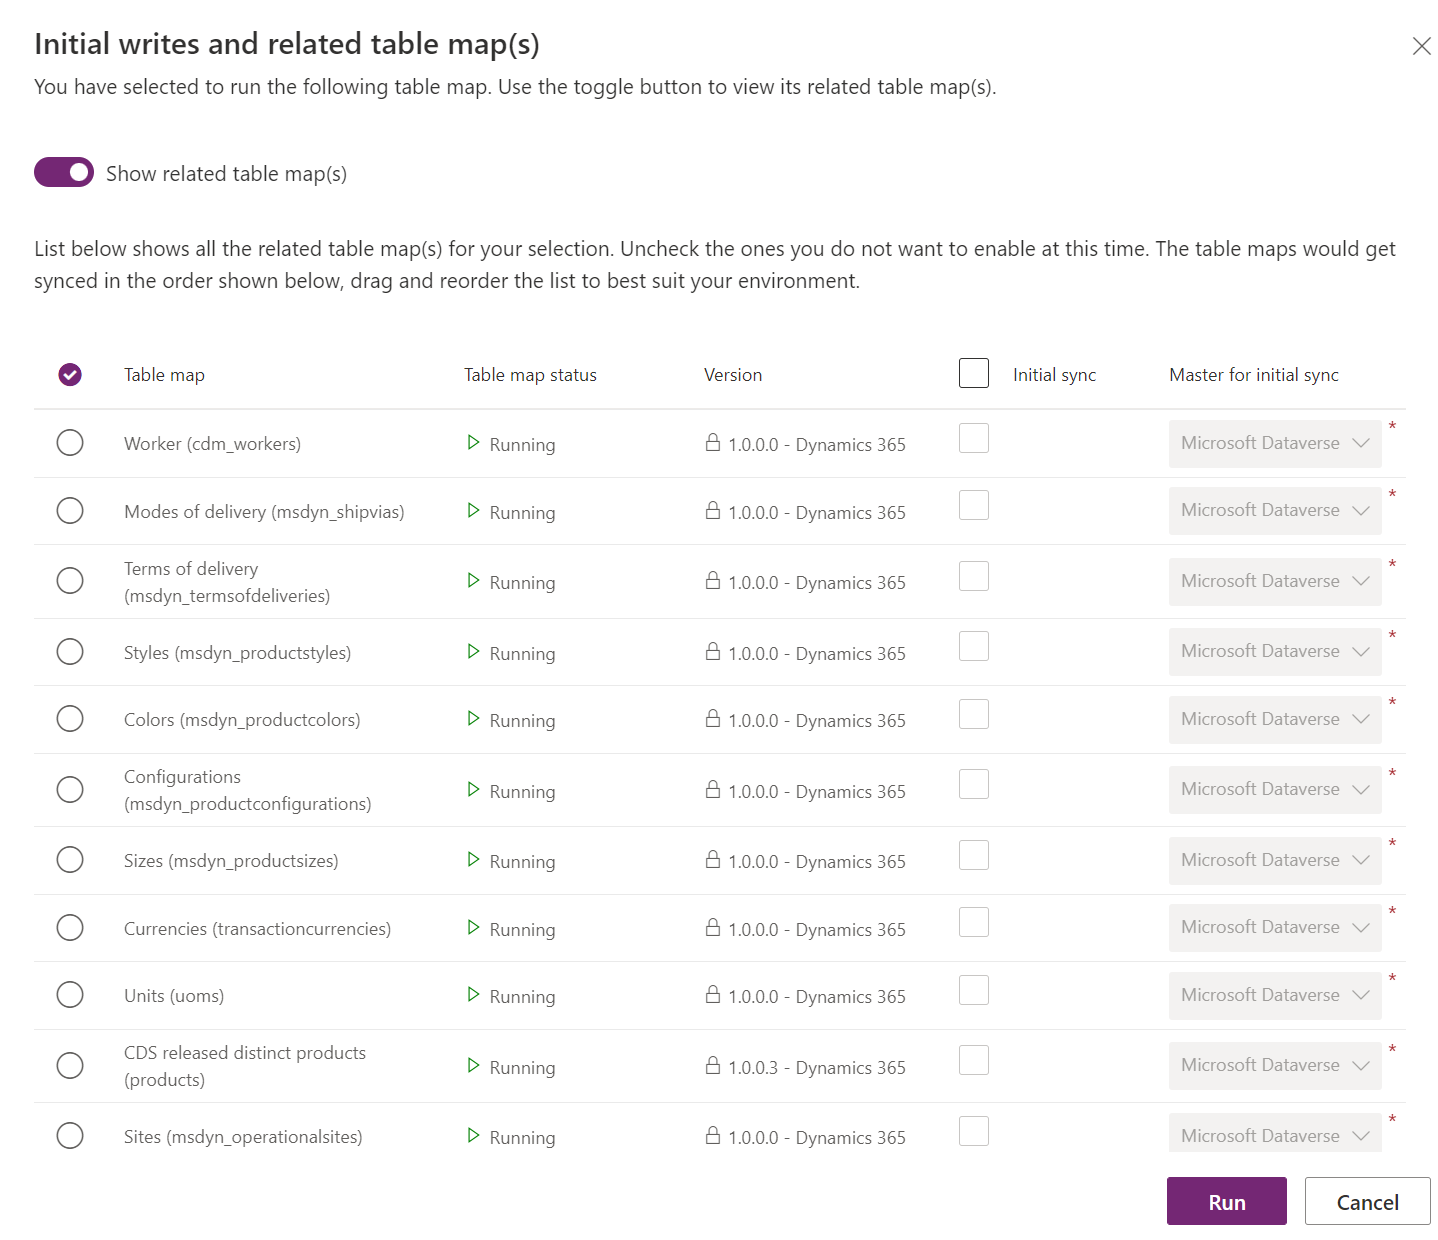 Initial writes and related table map(s)
You have selected to run the following table map. Use the toggle button to view its related table map(s).
Show related table map(s)
List below shows all the related table map(s) for your selection. Uncheck the ones you do not want to enable at this time. The table maps would get
synced in the order shown below, drag and reorder the list to best suit your environment.
Table map Table map status Version Initial sync Master for initial sync
Worker (cdm_workers) Running 1.0.0.0 - Dynamics 365 Microsoft Dataverse *
Modes of delivery (msdyn_shipvias) Running 1.0.0.0 - Dynamics 365 Microsoft Dataverse *
Terms of delivery
(msdyn_termsofdeliveries) Running 1.0.0.0 - Dynamics 365 Microsoft Dataverse *
Styles (msdyn_productstyles) Running 1.0.0.0 - Dynamics 365 Microsoft Dataverse *
Colors (msdyn_productcolors) Running 1.0.0.0 - Dynamics 365 Microsoft Dataverse *
Configurations
(msdyn_productconfigurations) Running 1.0.0.0 - Dynamics 365 Microsoft Dataverse *
Sizes (msdyn_productsizes) Running 1.0.0.0 - Dynamics 365 Microsoft Dataverse *
Currencies (transactioncurrencies) Running 1.0.0.0 - Dynamics 365 Microsoft Dataverse *
Units (uoms) Running 1.0.0.0 - Dynamics 365 Microsoft Dataverse *
CDS released distinct products
(products) Running 1.0.0.3 - Dynamics 365 Microsoft Dataverse *
Sites (msdyn_operationalsites) Running 1.0.0.0 - Dynamics 365 Microsoft Dataverse *
Run Cancel